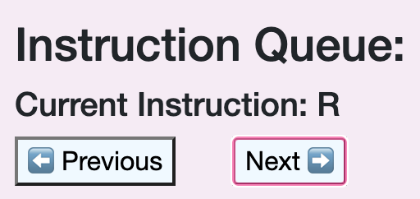 Instruction Queue:
Current Instruction: R
⬅️ Previous Next ➡️